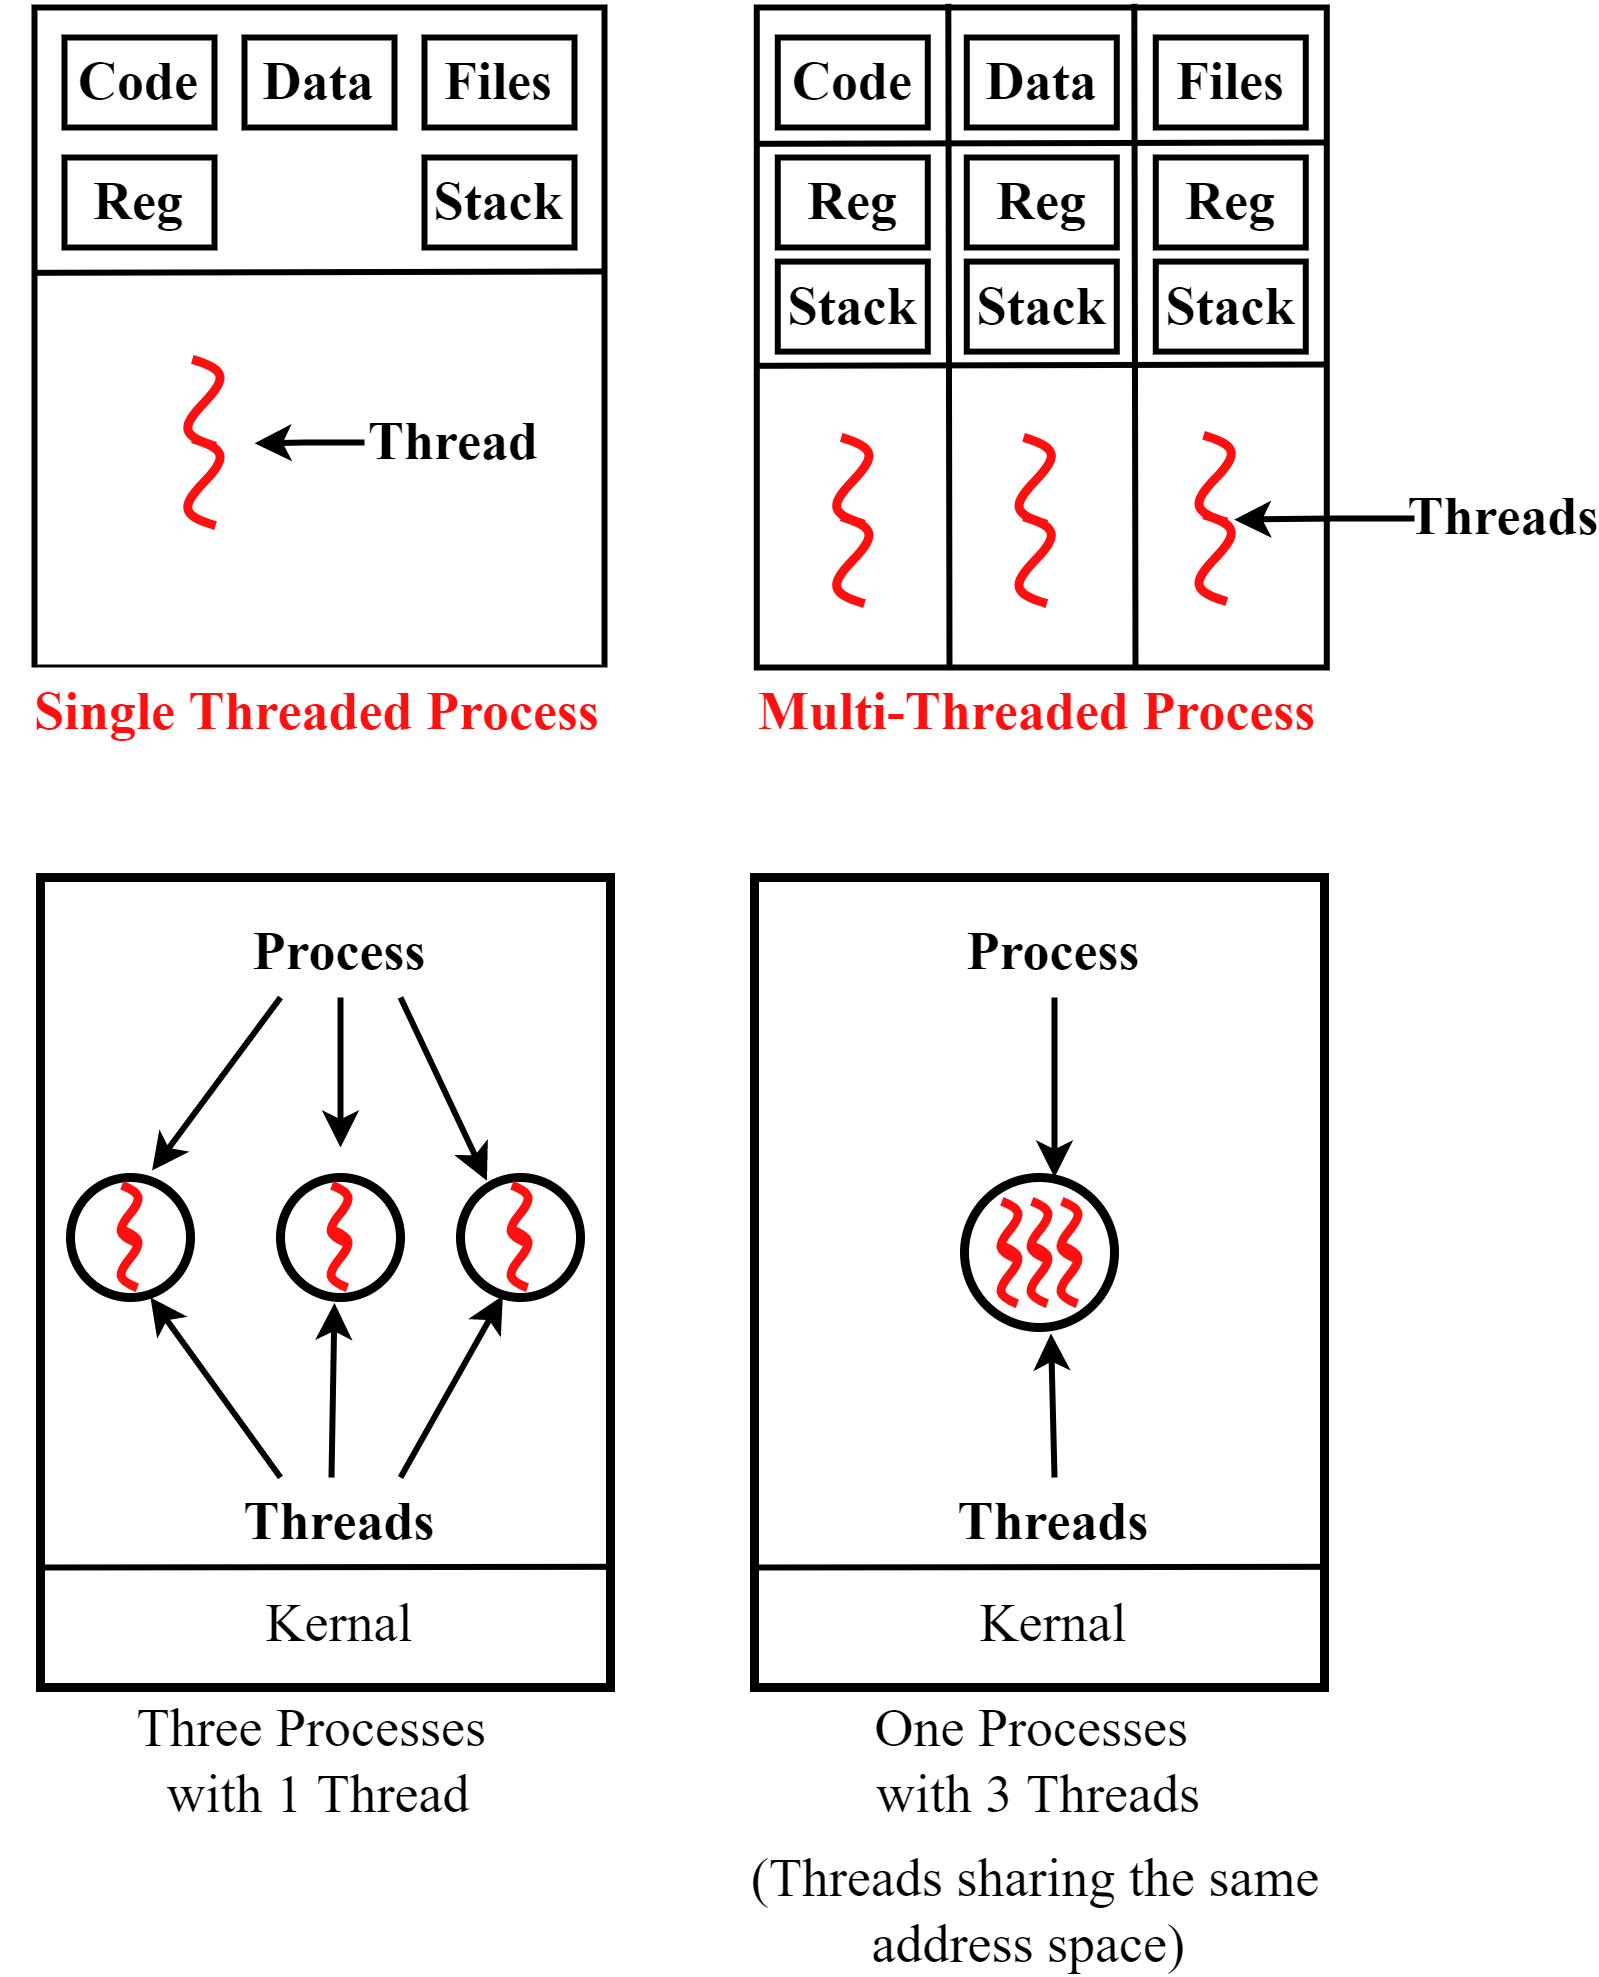 Code Data Files
Reg Stack
Thread
Single Threaded Process
Code Data Files
Reg Reg Reg
Stack Stack Stack
Threads
Multi-Threaded Process
Process
Threads
Kernal
Three Processes
with 1 Thread
Process
Threads
Kernal
One Processes
with 3 Threads
(Threads sharing the same
address space)